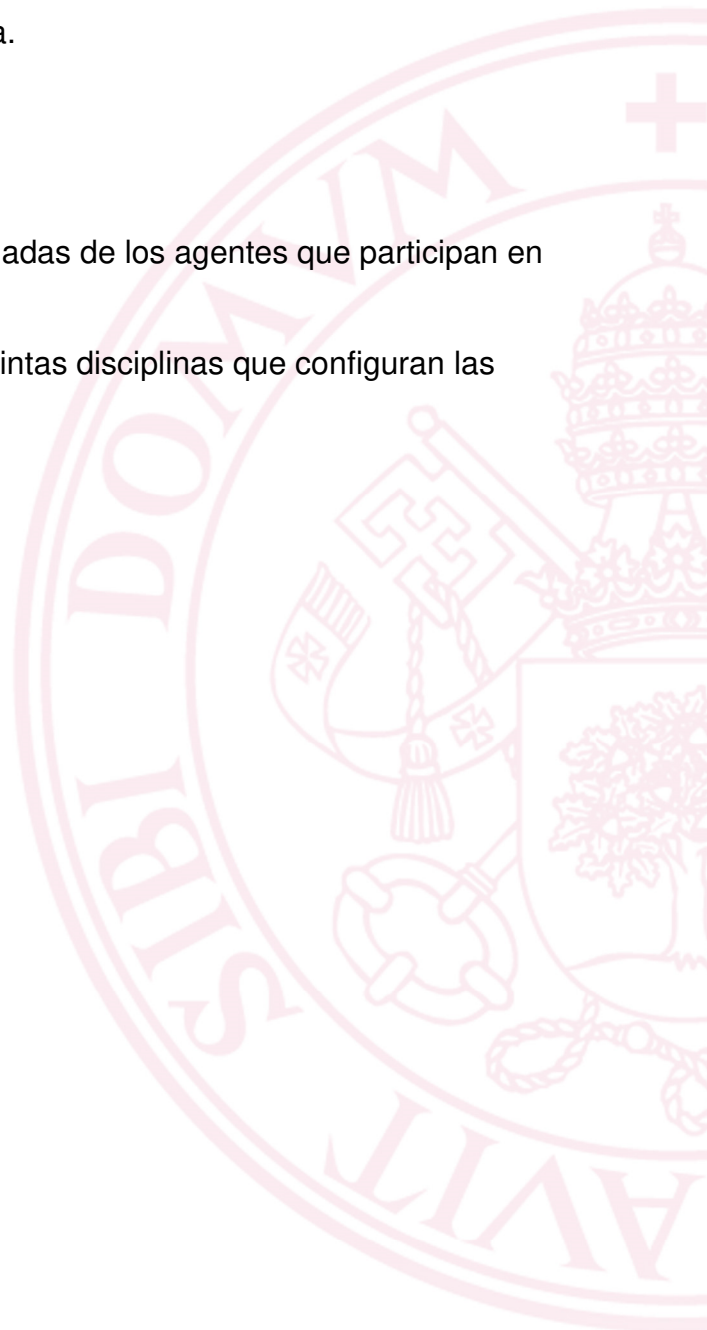 a.
adas de los agentes que participan en
intas disciplinas que configuran las
DOMVM +
SIBI
AVIT